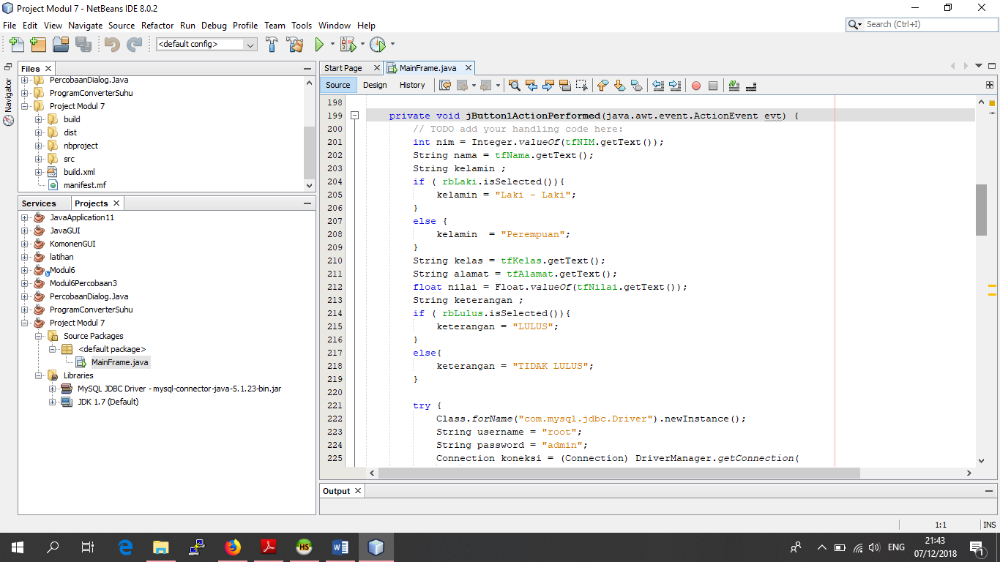 Project Modul 7 - NetBeans IDE 8.0.2
File Edit View Navigate Source Refactor Run Debug Profile Team Tools Window Help
Search (Ctrl+I)
<default config>
Navigator
Files
PercobaanDialog.Java
ProgramConverterSuhu
Project Modul 7
build
dist
nbproject
src
build.xml
manifest.mf
Services Projects
JavaApplication11
JavaGUI
KomonenGUI
latihan
Modul6
Modul6Percobaan3
PercobaanDialog.Java
ProgramConverterSuhu
Project Modul 7
Source Packages
<default package>
MainFrame.java
Libraries
MySQL JDBC Driver - mysql-connector-java-5.1.23-bin.jar
JDK 1.7 (Default)
Start Page MainFrame.java
Source Design History
198
199 private void jButton1ActionPerformed(java.awt.event.ActionEvent evt) {
200 // TODO add your handling code here:
201 int nim = Integer.valueOf(tfNIM.getText());
202 String nama = tfNama.getText();
203 String kelamin ;
204 if ( rbLaki.isSelected()){
205 kelamin = "Laki - Laki";
206 }
207 else {
208 kelamin  = "Perempuan";
209 }
210 String kelas = tfKelas.getText();
211 String alamat = tfAlamat.getText();
212 float nilai = Float.valueOf(tfNilai.getText());
213 String keterangan ;
214 if ( rbLulus.isSelected()){
215 keterangan = "LULUS";
216 }
217 else{
218 keterangan = "TIDAK LULUS";
219 }
220
221 try {
222 Class.forName("com.mysql.jdbc.Driver").newInstance();
223 String username = "root";
224 String password = "admin";
225 Connection koneksi = (Connection) DriverManager.getConnection(
Output
1:1 INS
HS
ENG
21:43
07/12/2018
1